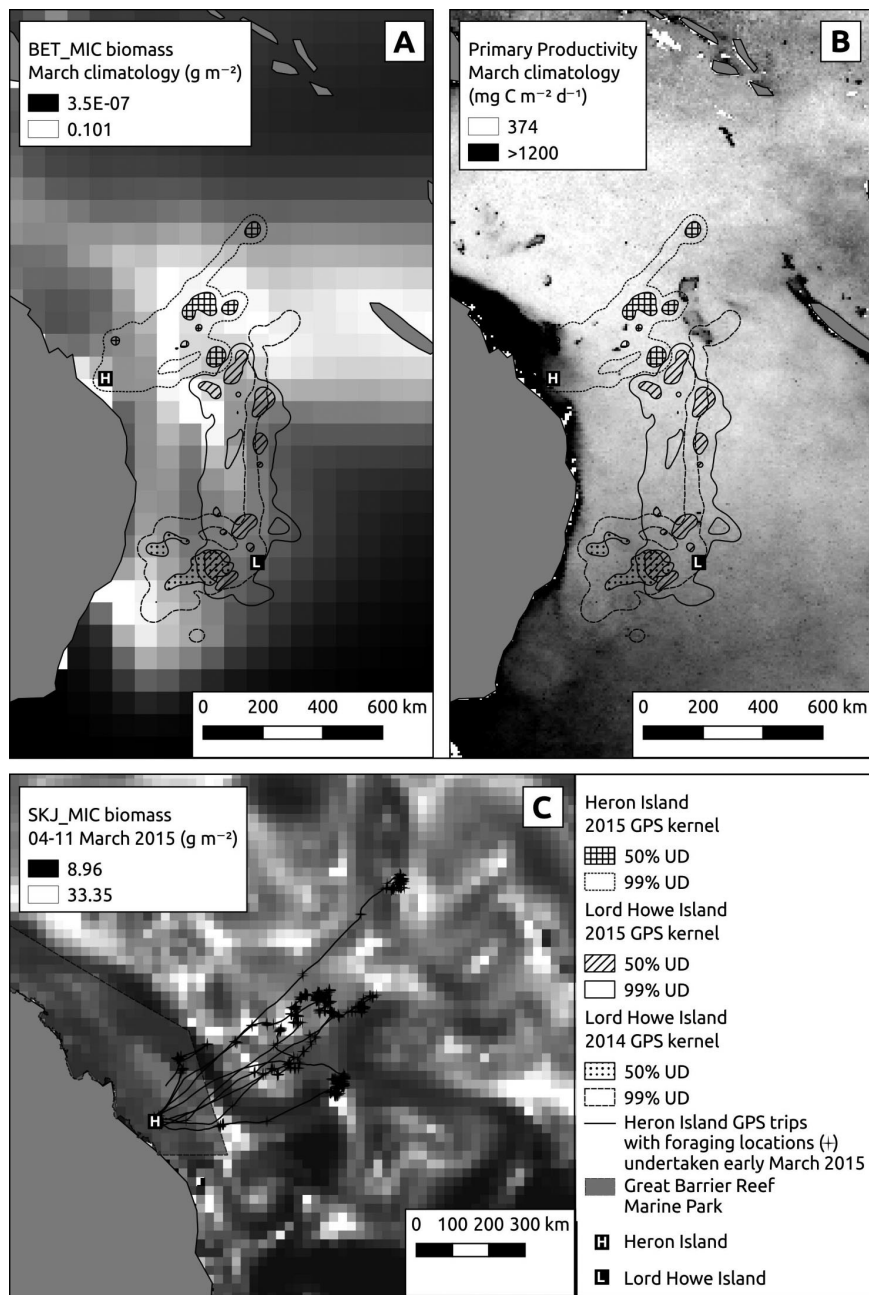 A
BET_MIC biomass
March climatology (g m⁻²)
3.5E-07
0.101
H
L
0 200 400 600 km
B
Primary Productivity
March climatology
(mg C m⁻² d⁻¹)
374
>1200
H
L
0 200 400 600 km
C
SKJ_MIC biomass
04-11 March 2015 (g m⁻²)
8.96
33.35
H
0 100 200 300 km
Heron Island
2015 GPS kernel
50% UD
99% UD
Lord Howe Island
2015 GPS kernel
50% UD
99% UD
Lord Howe Island
2014 GPS kernel
50% UD
99% UD
Heron Island GPS trips
with foraging locations (+)
undertaken early March 2015
Great Barrier Reef
Marine Park
H Heron Island
L Lord Howe Island